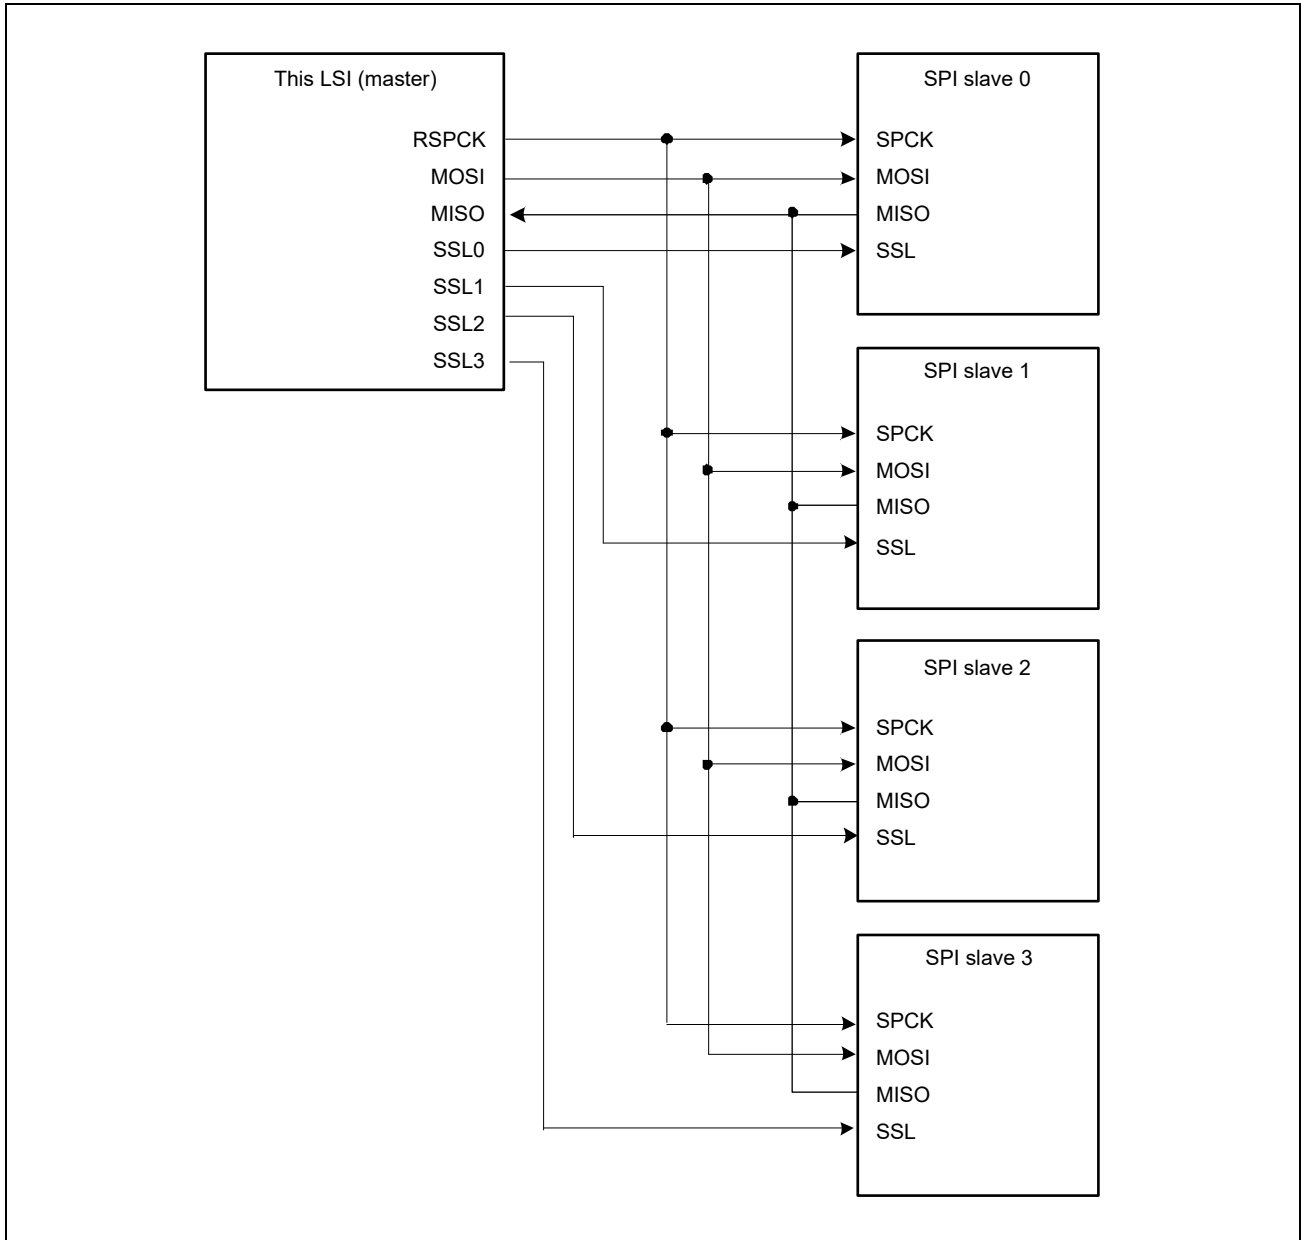 This LSI (master)
RSPCK
MOSI
MISO
SSL0
SSL1
SSL2
SSL3
SPI slave 0
SPCK
MOSI
MISO
SSL
SPI slave 1
SPCK
MOSI
MISO
SSL
SPI slave 2
SPCK
MOSI
MISO
SSL
SPI slave 3
SPCK
MOSI
MISO
SSL